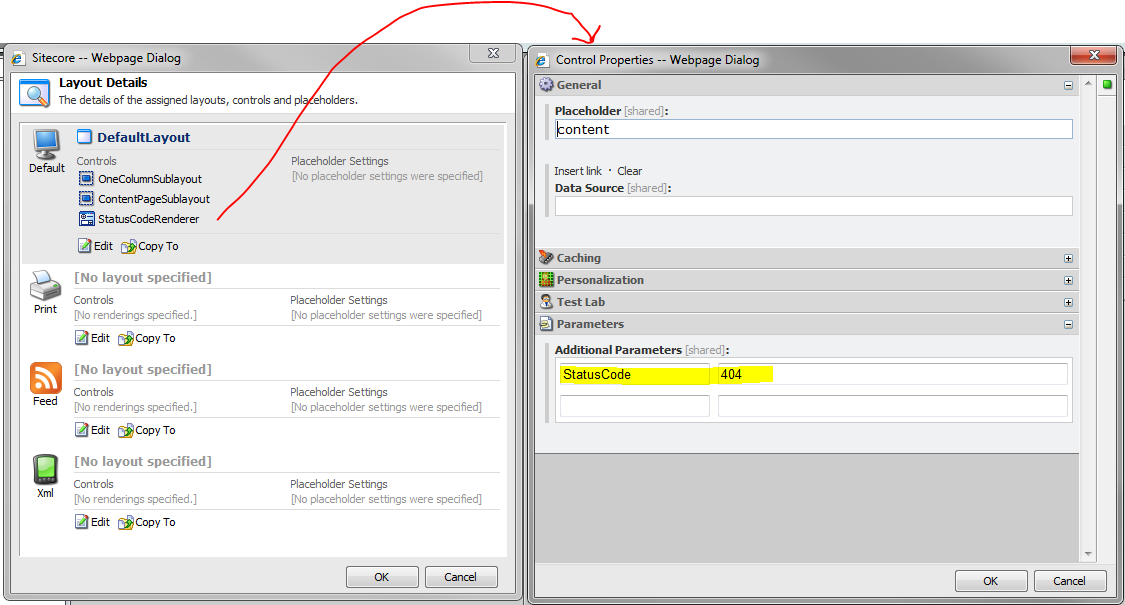 Sitecore -- Webpage Dialog
Layout Details
The details of the assigned layouts, controls and placeholders.
Default
DefaultLayout
Controls
Placeholder Settings
OneColumnSublayout
[No placeholder settings were specified]
ContentPageSublayout
StatusCodeRenderer
Edit Copy To
Print
[No layout specified]
Controls
Placeholder Settings
[No renderings specified.]
[No placeholder settings were specified]
Edit Copy To
Feed
[No layout specified]
Controls
Placeholder Settings
[No renderings specified.]
[No placeholder settings were specified]
Edit Copy To
Xml
[No layout specified]
Controls
Placeholder Settings
[No renderings specified.]
[No placeholder settings were specified]
Edit Copy To
OK Cancel
Control Properties -- Webpage Dialog
General
Placeholder [shared]:
content
Insert link · Clear
Data Source [shared]:
Caching
Personalization
Test Lab
Parameters
Additional Parameters [shared]:
StatusCode 404
OK Cancel